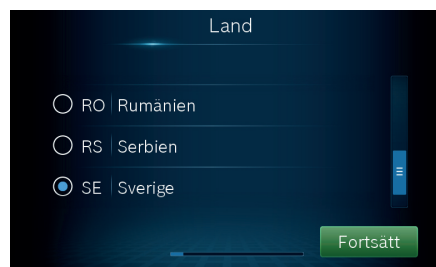 Land
RO Rumänien
RS Serbien
SE Sverige
Fortsätt